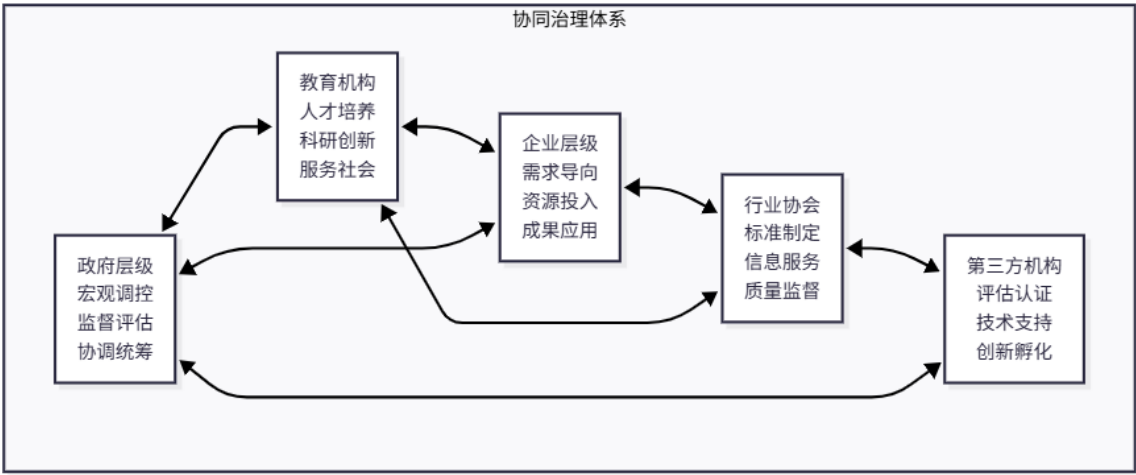 协同治理体系
教育机构
人才培养
科研创新
服务社会
企业层级
需求导向
资源投入
成果应用
行业协会
标准制定
信息服务
质量监督
政府层级
宏观调控
监督评估
协调统筹
第三方机构
评估认证
技术支持
创新孵化